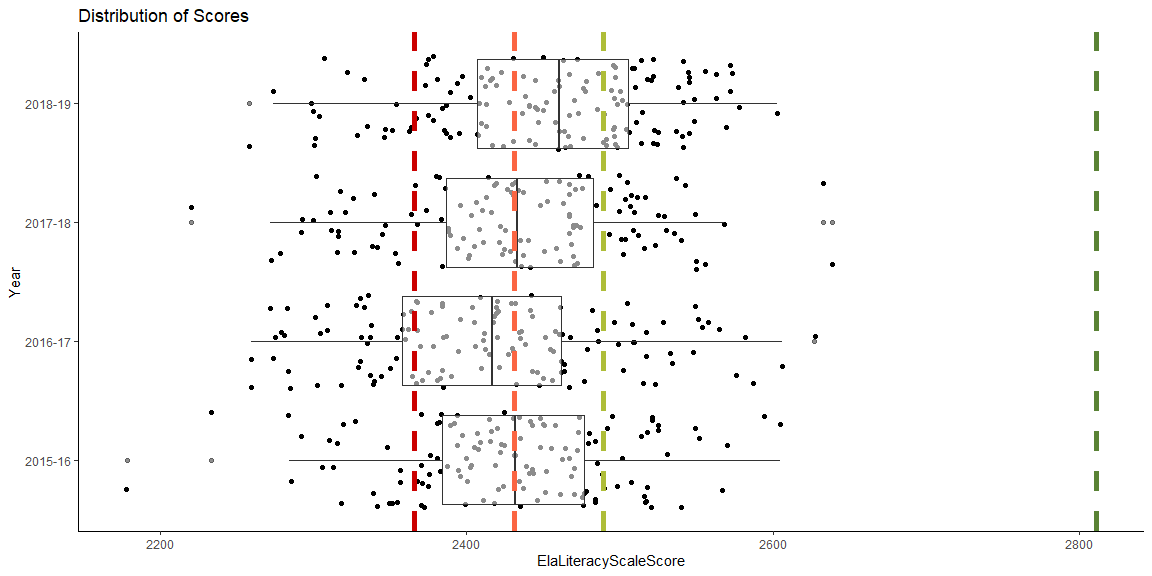 Distribution of Scores
2018-19
2017-18
2016-17
2015-16
Year
2200
2400
2600
2800
ElaLiteracyScaleScore